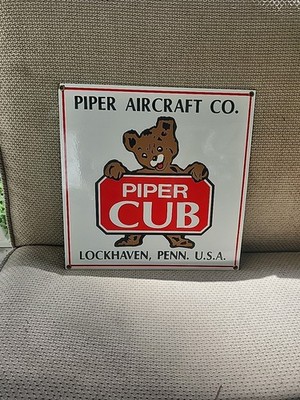 PIPER AIRCRAFT CO.
PIPER
CUB
LOCKHAVEN, PENN. U.S.A.